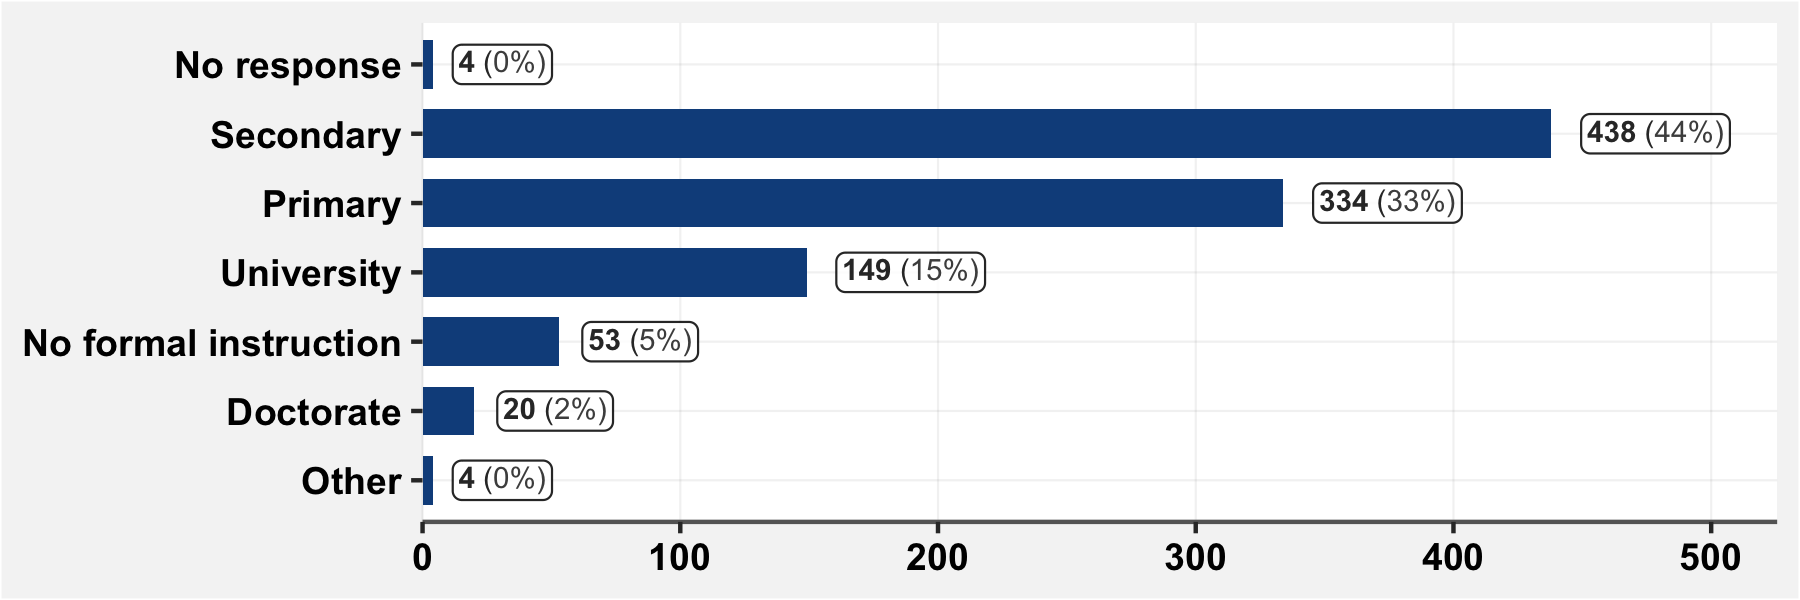 No response 4 (0%)
Secondary 438 (44%)
Primary 334 (33%)
University 149 (15%)
No formal instruction 53 (5%)
Doctorate 20 (2%)
Other 4 (0%)
0 100 200 300 400 500